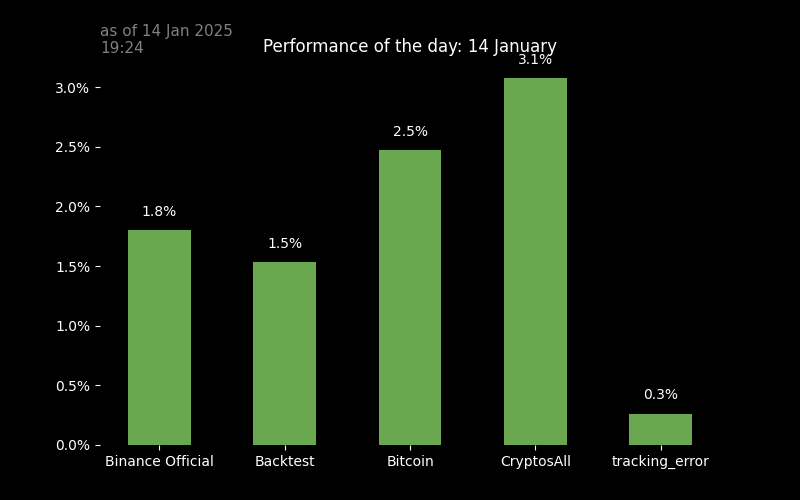 as of 14 Jan 2025
19:24
Performance of the day: 14 January
3.0%
2.5%
2.0%
1.5%
1.0%
0.5%
0.0%
1.8%
1.5%
2.5%
3.1%
0.3%
Binance Official
Backtest
Bitcoin
CryptosAll
tracking_error